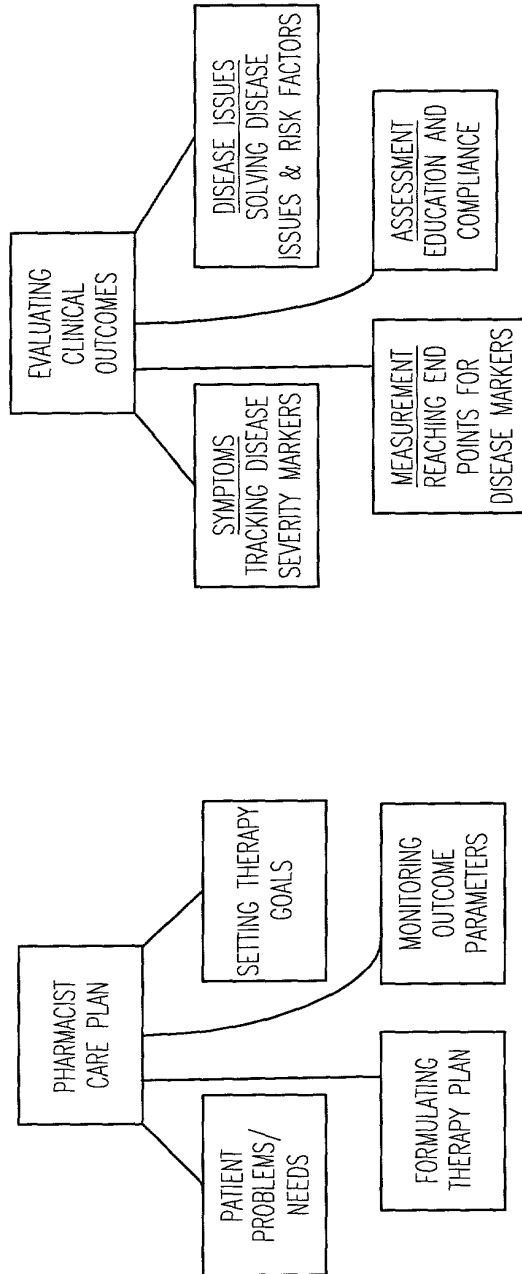 PHARMACIST
CARE PLAN
PATIENT
PROBLEMS/
NEEDS
SETTING THERAPY
GOALS
FORMULATING
THERAPY PLAN
MONITORING
OUTCOME
PARAMETERS
EVALUATING
CLINICAL
OUTCOMES
SYMPTOMS
TRACKING DISEASE
SEVERITY MARKERS
DISEASE ISSUES
SOLVING DISEASE
ISSUES & RISK FACTORS
MEASUREMENT
REACHING END
POINTS FOR
DISEASE MARKERS
ASSESSMENT
EDUCATION AND
COMPLIANCE